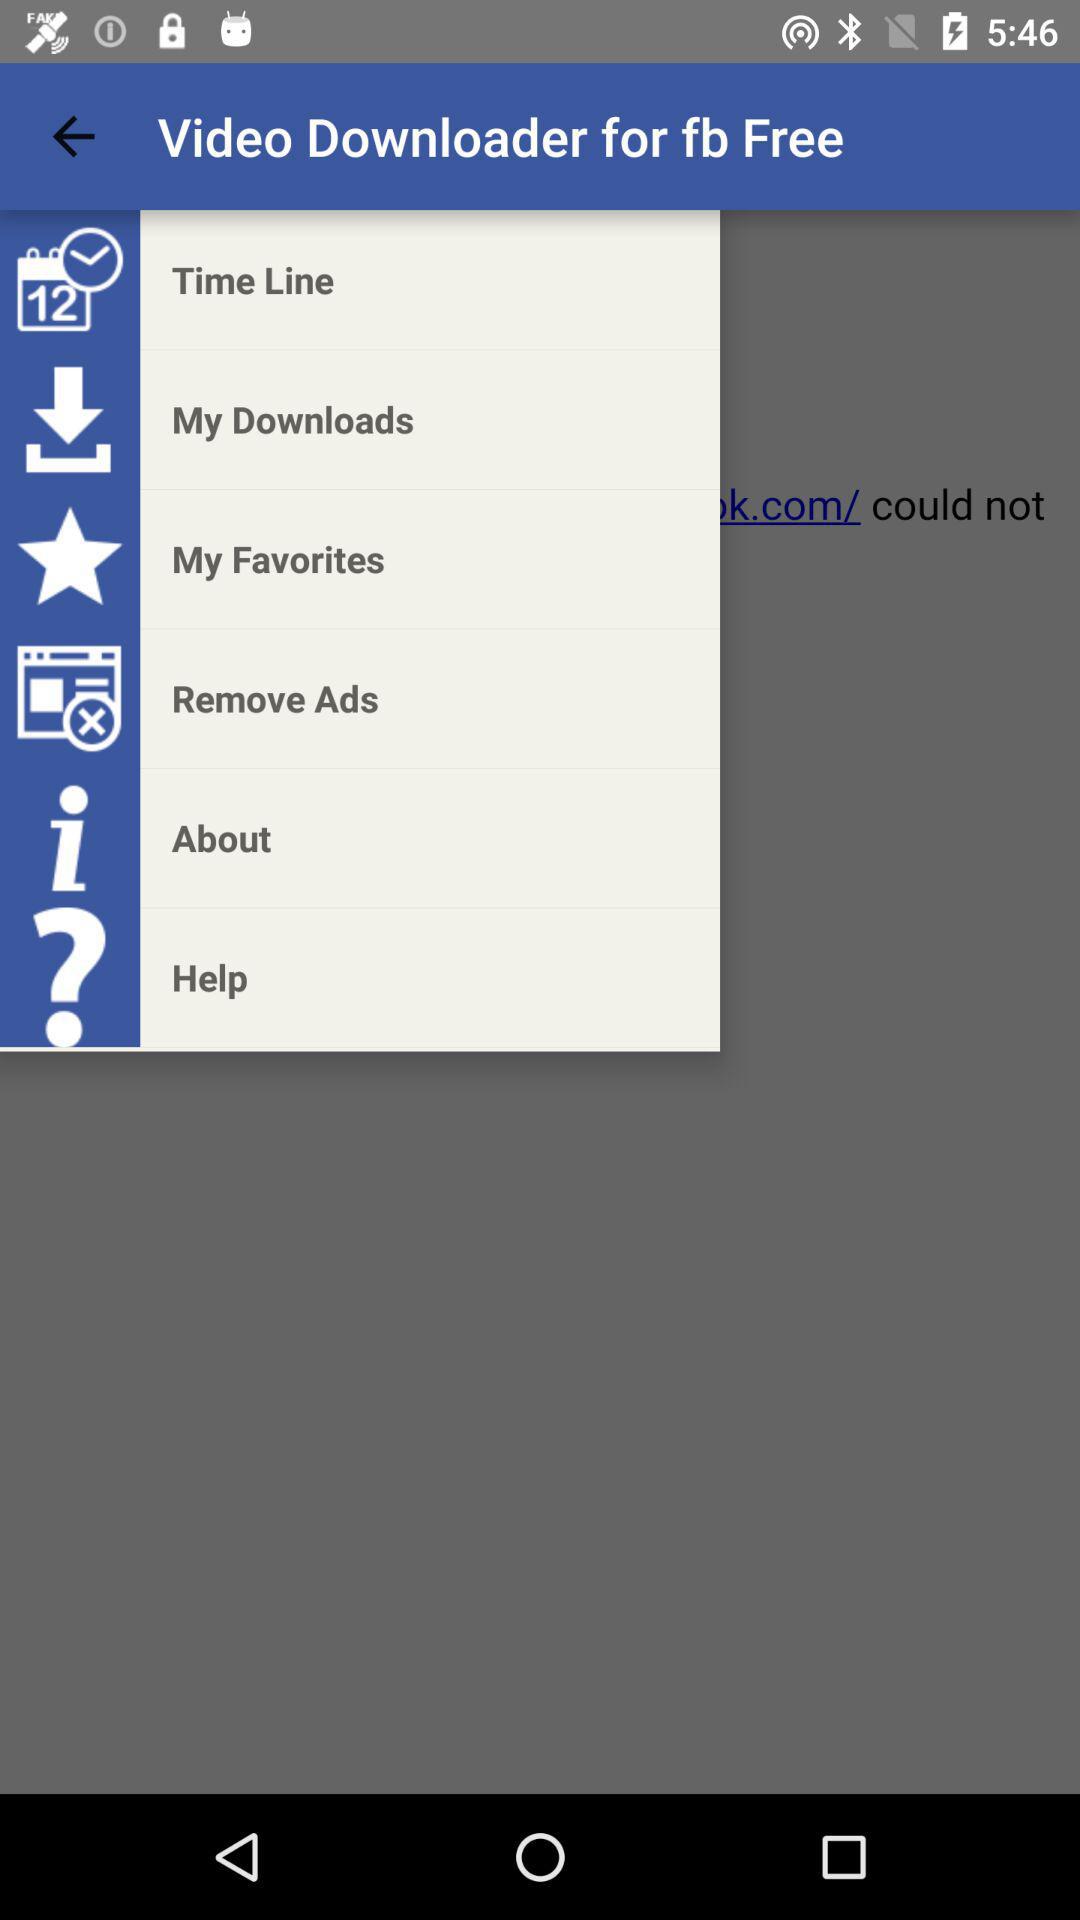 FAKE
5:46
Video Downloader for fb Free
12
Time Line
My Downloads
ok.com/ could not
My Favorites
Remove Ads
i
About
?
Help